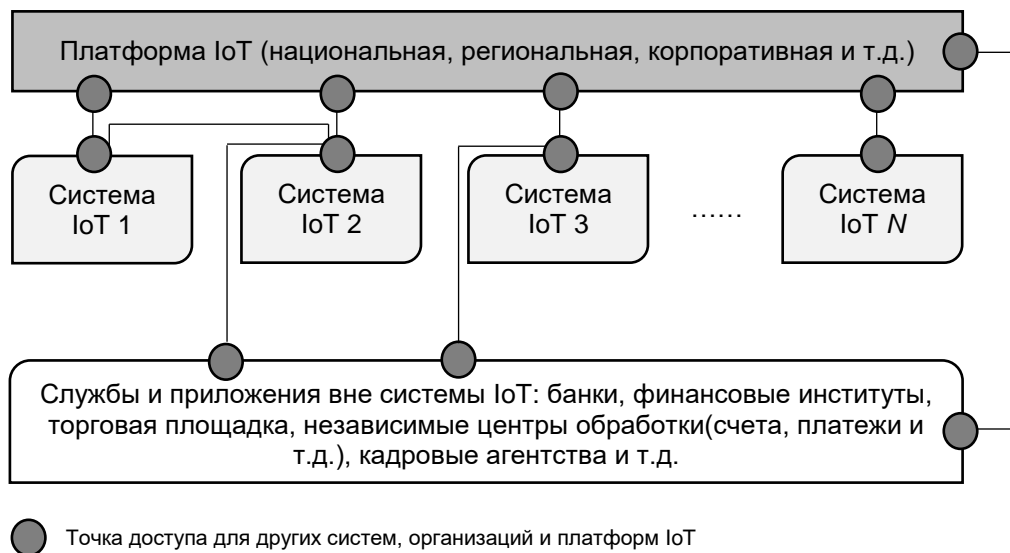 Платформа IoT (национальная, региональная, корпоративная и т.д.)
Система
IoT 1
Система
IoT 2
Система
IoT 3
……
Система
IoT N
Службы и приложения вне системы IoT: банки, финансовые институты,
торговая площадка, независимые центры обработки(счета, платежи и
т.д.), кадровые агентства и т.д.
Точка доступа для других систем, организаций и платформ IoT